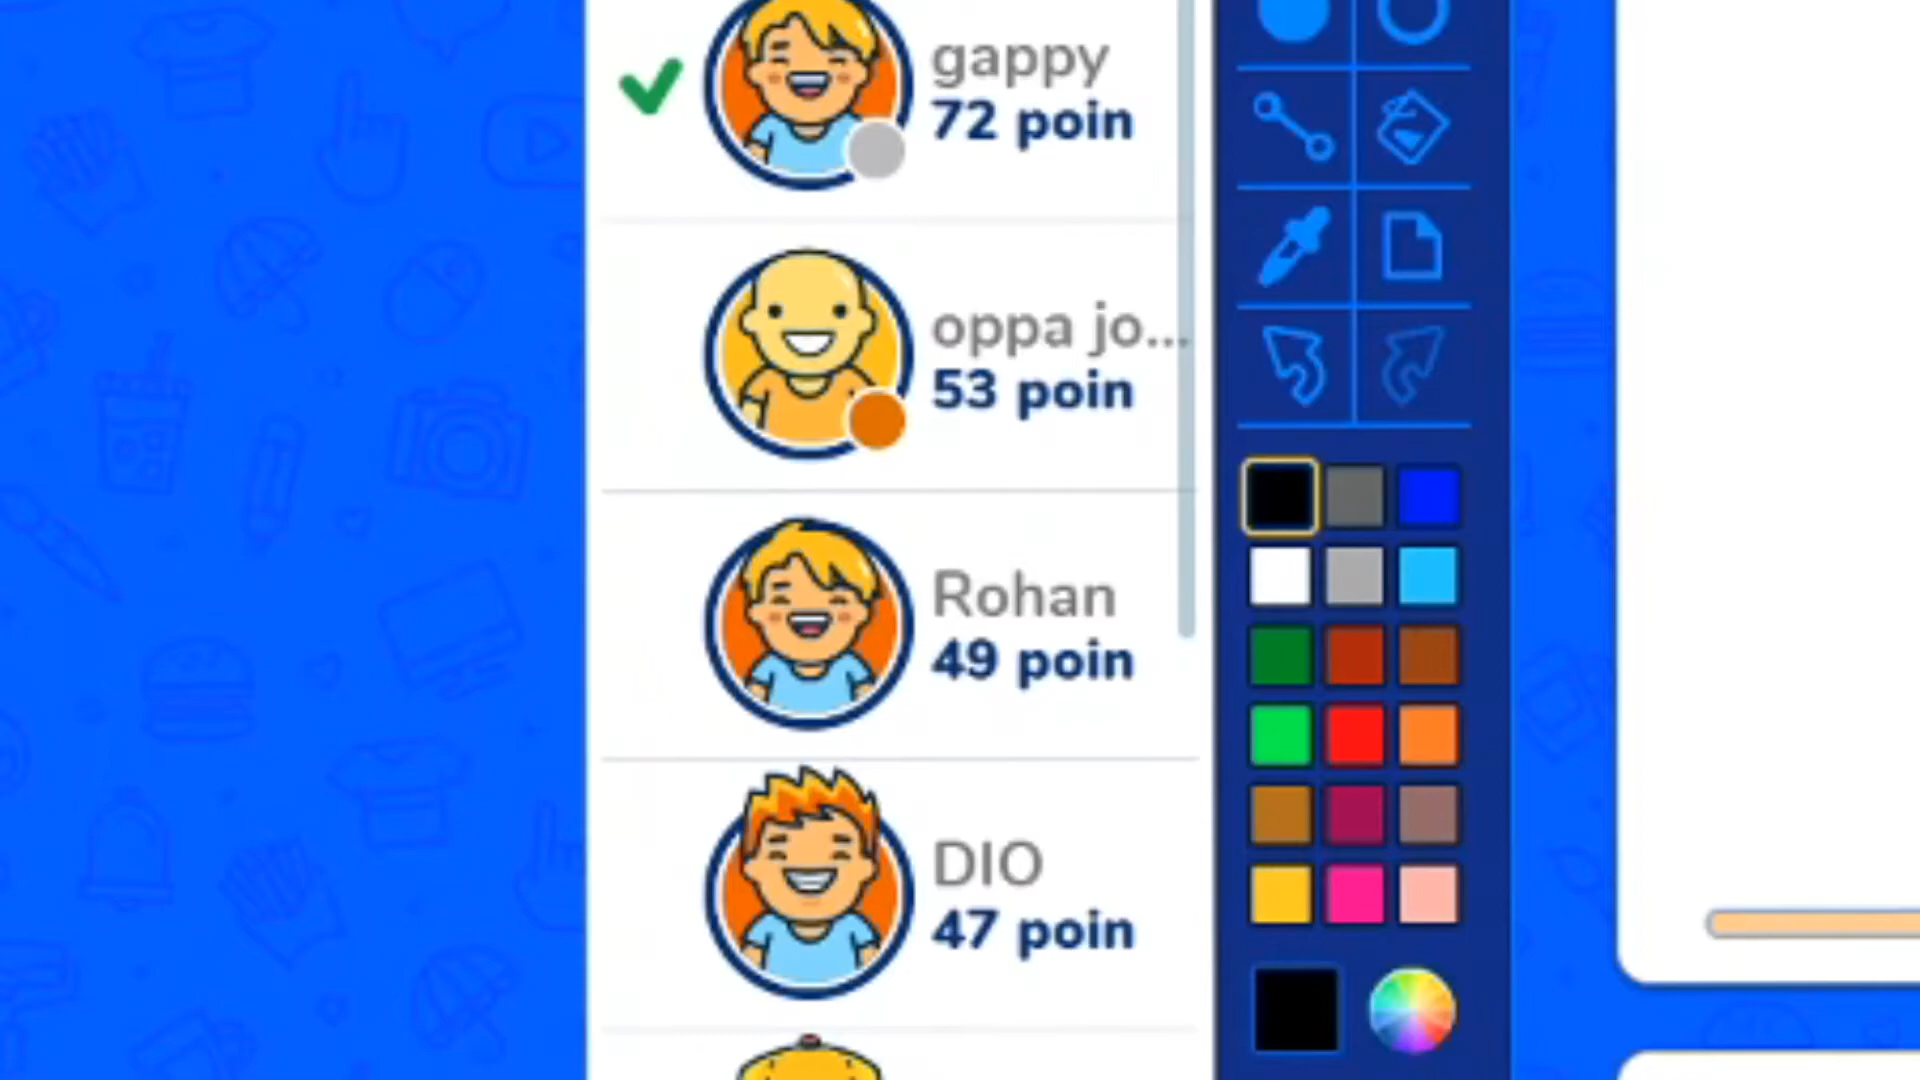 gappy
72 poin
oppa jo...
53 poin
Rohan
49 poin
DIO
47 poin